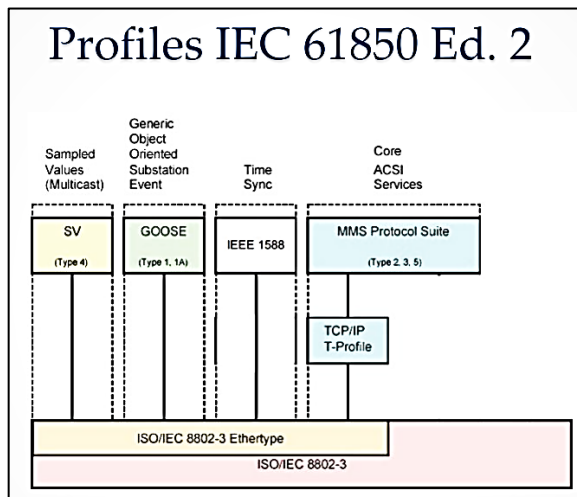 Profiles IEC 61850 Ed. 2
Sampled
Values
(Multicast)
Generic
Object
Oriented
Substation
Event
Time
Sync
Core
ACSI
Services
SV
(Type 4)
GOOSE
(Type 1, 1A)
IEEE 1588
MMS Protocol Suite
(Type 2, 3, 5)
TCP/IP
T-Profile
ISO/IEC 8802-3 Ethertype
ISO/IEC 8802-3